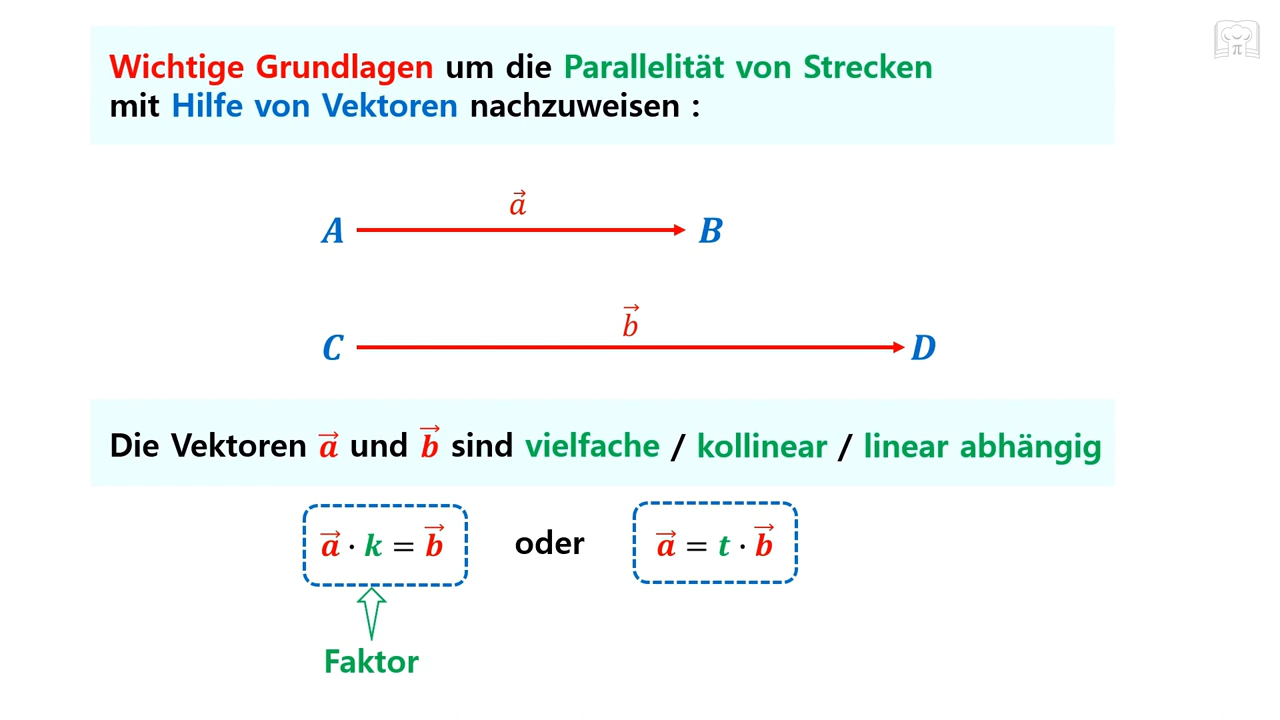 Wichtige Grundlagen um die Parallelität von Strecken
mit Hilfe von Vektoren nachzuweisen :
a⃗
A B
b⃗
C D
Die Vektoren a⃗ und b⃗ sind vielfache / kollinear / linear abhängig
a⃗ · k = b⃗ oder a⃗ = t · b⃗
Faktor
π